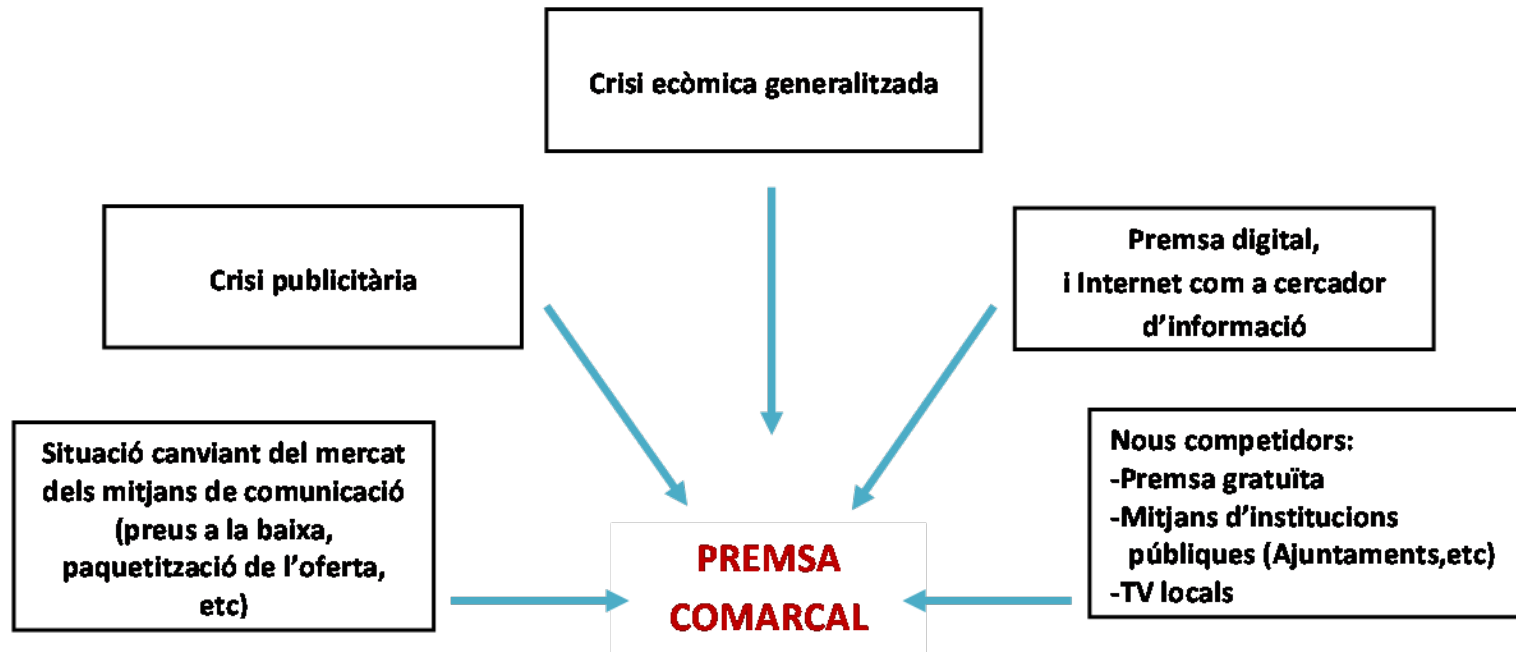 Crisi ecòmica generalitzada
Crisi publicitària
Premsa digital,
i Internet com a cercador
d’informació
Situació canviant del mercat
dels mitjans de comunicació
(preus a la baixa,
paquetització de l’oferta,
etc)
Nous competidors:
-Premsa gratuïta
-Mitjans d’institucions
públiques (Ajuntaments,etc)
-TV locals
PREMSA
COMARCAL